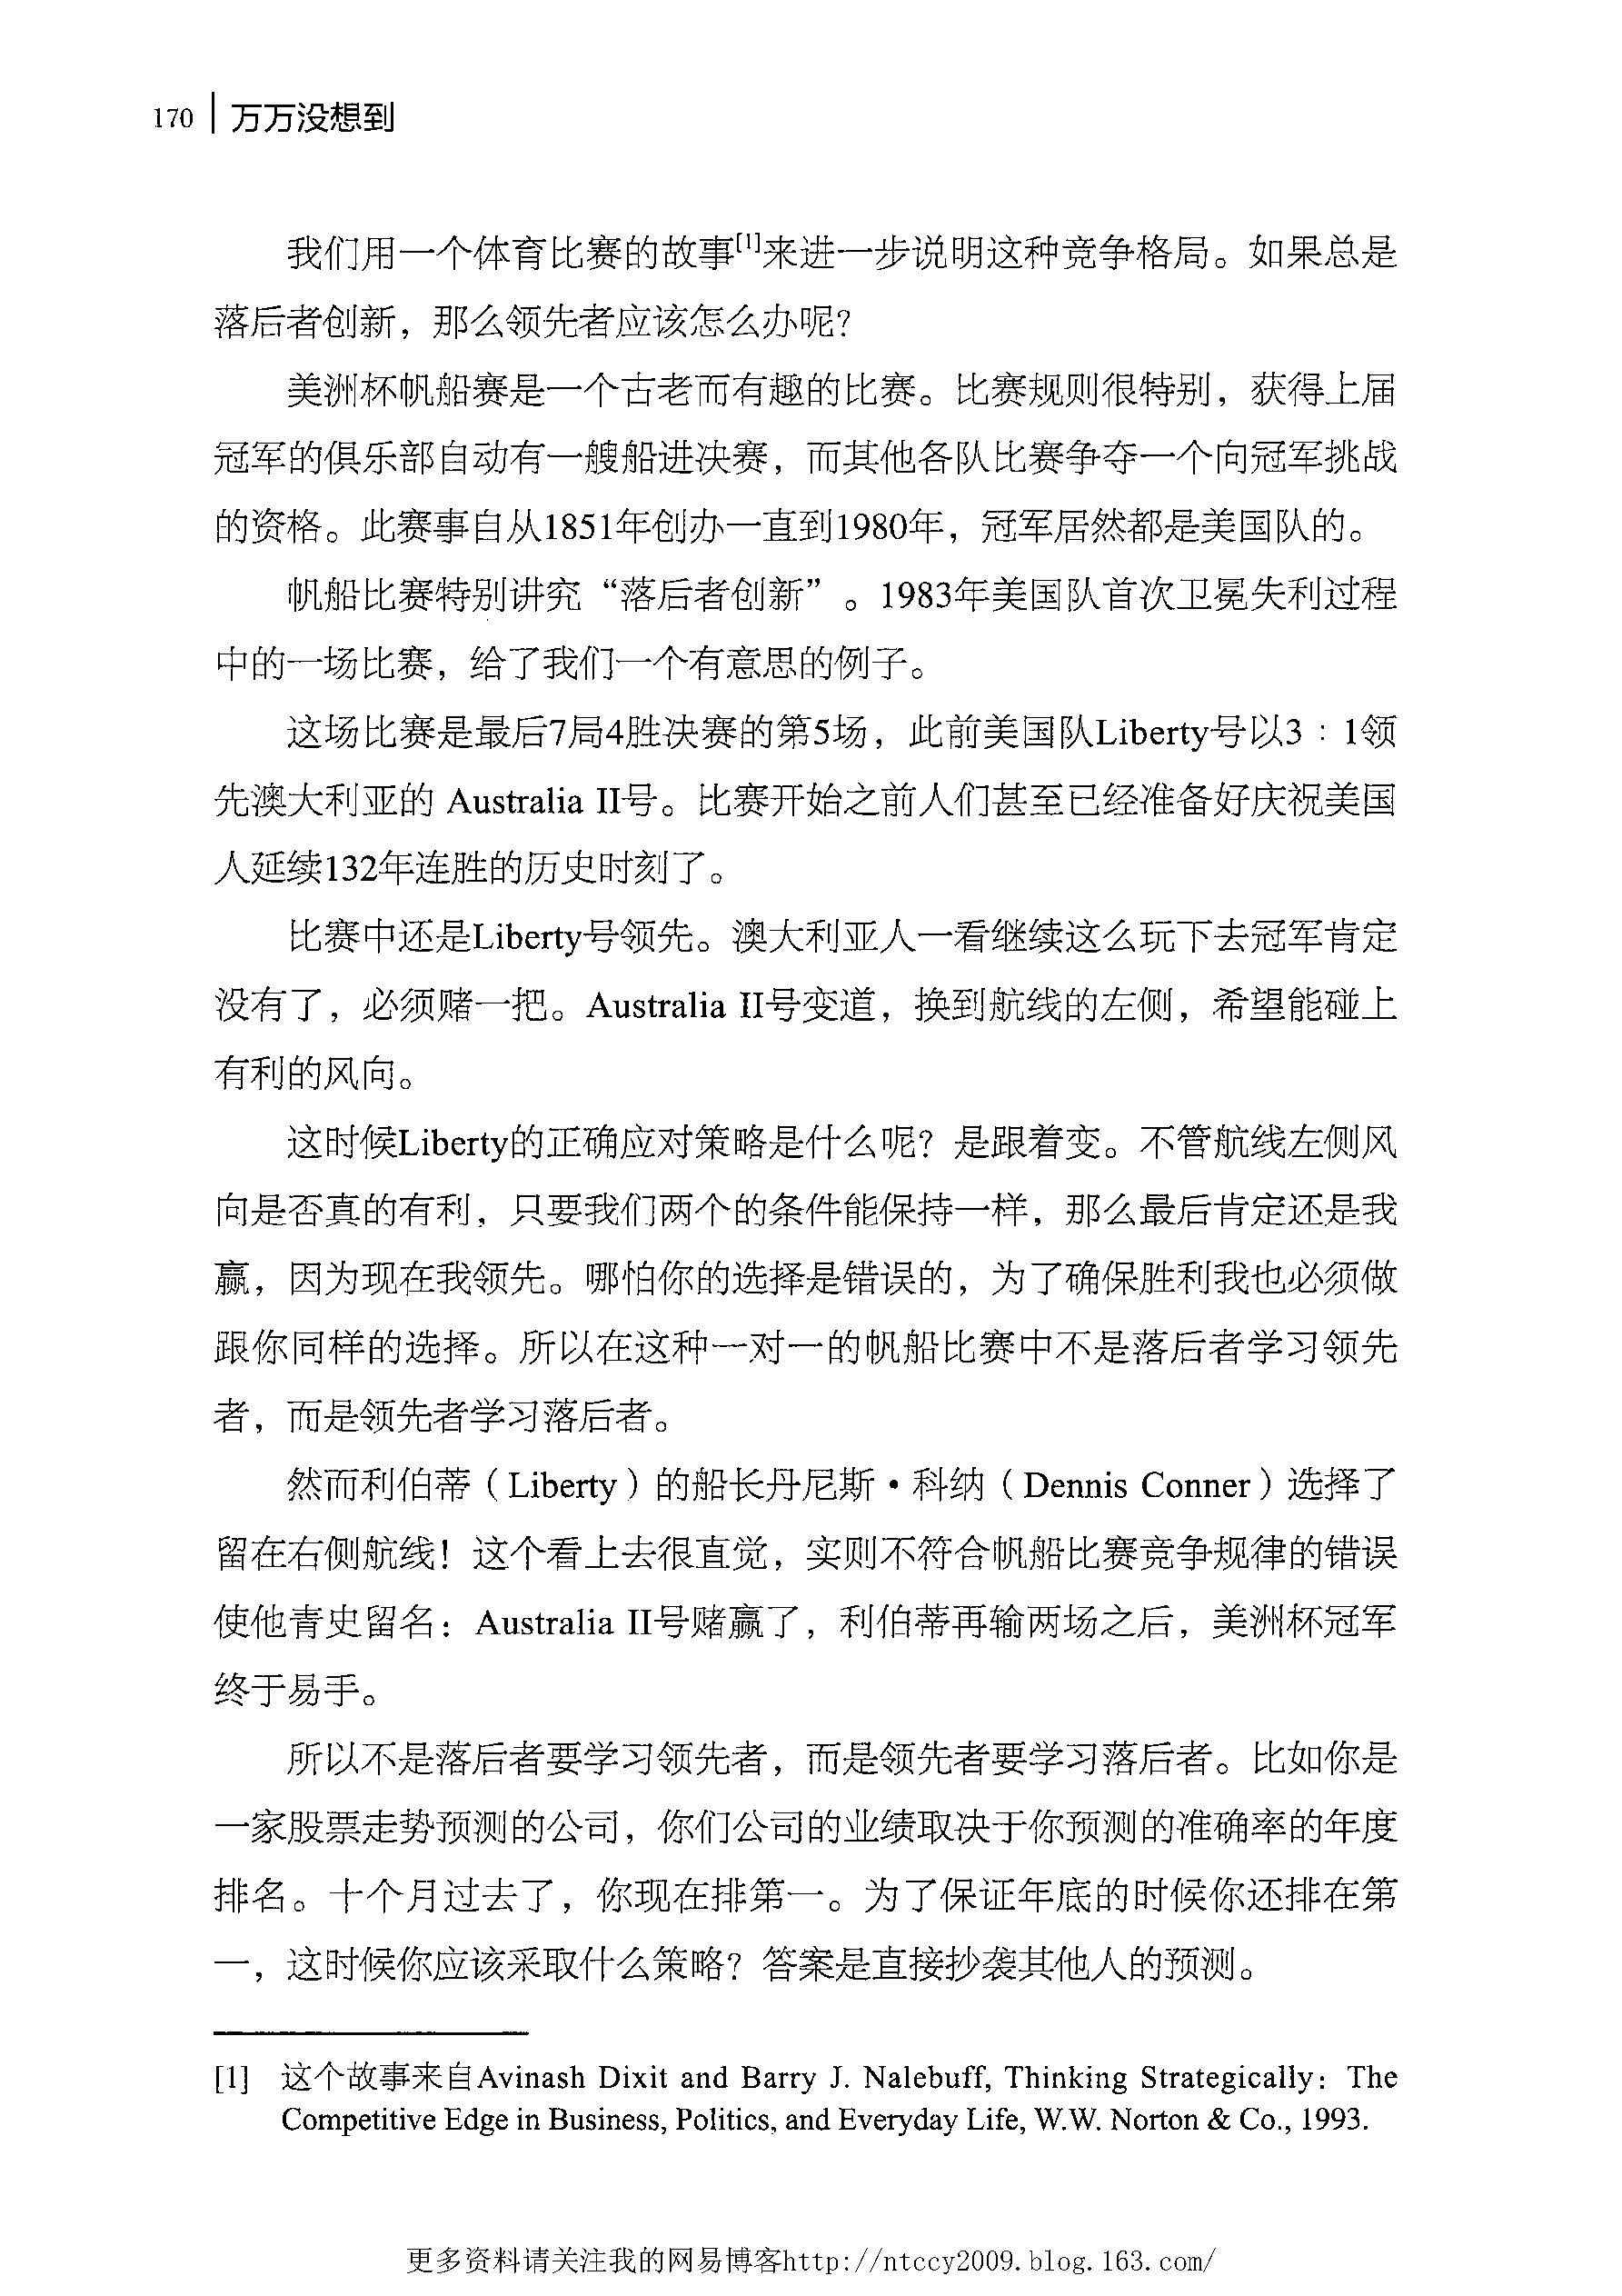 170 万万没想到
我们用一个体育比赛的故事[1]来进一步说明这种竞争格局。如果总是
落后者创新，那么领先者应该怎么办呢？
美洲杯帆船赛是一个古老而有趣的比赛。比赛规则很特别，获得上届
冠军的俱乐部自动有一艘船进决赛，而其他各队比赛争夺一个向冠军挑战
的资格。此赛事自从1851年创办一直到1980年，冠军居然都是美国队的。
帆船比赛特别讲究“落后者创新”。1983年美国队首次卫冕失利过程
中的一场比赛，给了我们一个有意思的例子。
这场比赛是最后7局4胜决赛的第5场，此前美国队Liberty号以3：1领
先澳大利亚的 Australia II号。比赛开始之前人们甚至已经准备好庆祝美国
人延续132年连胜的历史时刻了。
比赛中还是Liberty号领先。澳大利亚人一看继续这么玩下去冠军肯定
没有了，必须赌一把。Australia II号变道，换到航线的左侧，希望能碰上
有利的风向。
这时候Liberty的正确应对策略是什么呢？是跟着变。不管航线左侧风
向是否真的有利，只要我们两个的条件能保持一样，那么最后肯定还是我
赢，因为现在我领先。哪怕你的选择是错误的，为了确保胜利我也必须做
跟你同样的选择。所以在这种一对一的帆船比赛中不是落后者学习领先
者，而是领先者学习落后者。
然而利伯蒂（Liberty）的船长丹尼斯·科纳（Dennis Conner）选择了
留在右侧航线！这个看上去很直觉，实则不符合帆船比赛竞争规律的错误
使他青史留名：Australia II号赌赢了，利伯蒂再输两场之后，美洲杯冠军
终于易手。
所以不是落后者要学习领先者，而是领先者要学习落后者。比如你是
一家股票走势预测的公司，你们公司的业绩取决于你预测的准确率的年度
排名。十个月过去了，你现在排第一。为了保证年底的时候你还排在第
一，这时候你应该采取什么策略？答案是直接抄袭其他人的预测。
[1] 这个故事来自Avinash Dixit and Barry J. Nalebuff, Thinking Strategically：The
Competitive Edge in Business, Politics, and Everyday Life, W.W. Norton & Co., 1993.
更多资料请关注我的网易博客http://ntccy2009.blog.163.com/